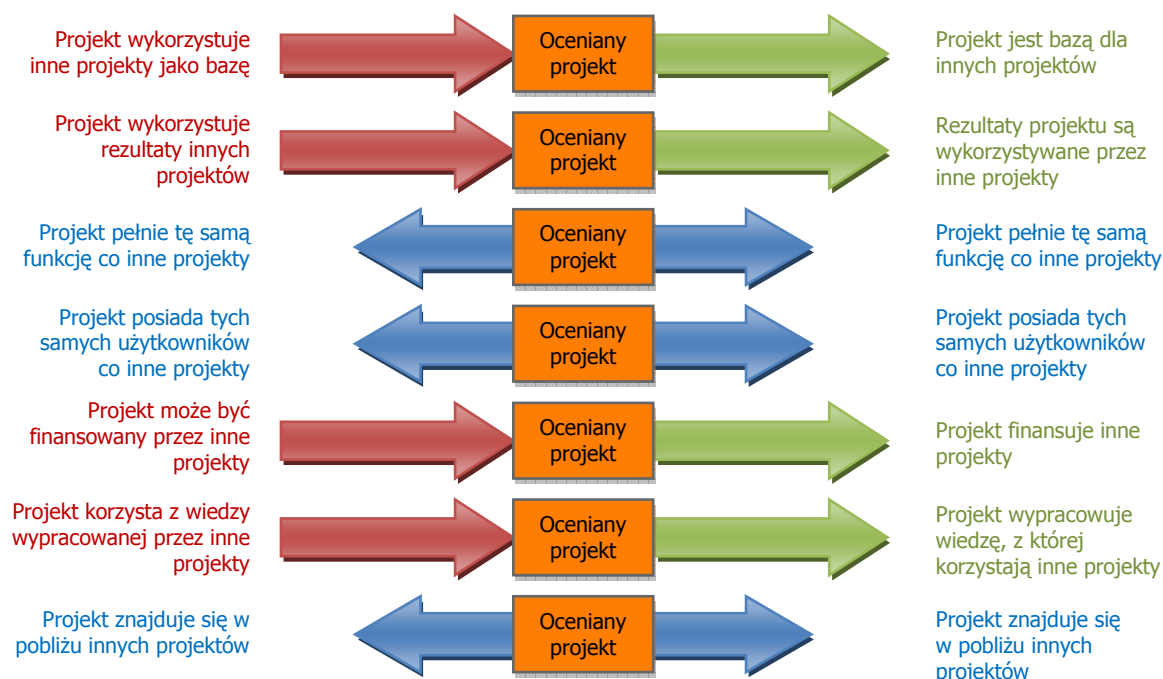 Projekt wykorzystuje
inne projekty jako bazę
Oceniany
projekt
Projekt jest bazą dla
innych projektów
Projekt wykorzystuje
rezultaty innych
projektów
Oceniany
projekt
Rezultaty projektu są
wykorzystywane przez
inne projekty
Projekt pełnie tę samą
funkcję co inne projekty
Oceniany
projekt
Projekt pełnie tę samą
funkcję co inne projekty
Projekt posiada tych
samych użytkowników
co inne projekty
Oceniany
projekt
Projekt posiada tych
samych użytkowników
co inne projekty
Projekt może być
finansowany przez inne
projekty
Oceniany
projekt
Projekt finansuje inne
projekty
Projekt korzysta z wiedzy
wypracowanej przez inne
projekty
Oceniany
projekt
Projekt wypracowuje
wiedzę, z której
korzystają inne projekty
Projekt znajduje się w
pobliżu innych projektów
Oceniany
projekt
Projekt znajduje się
w pobliżu innych
projektów